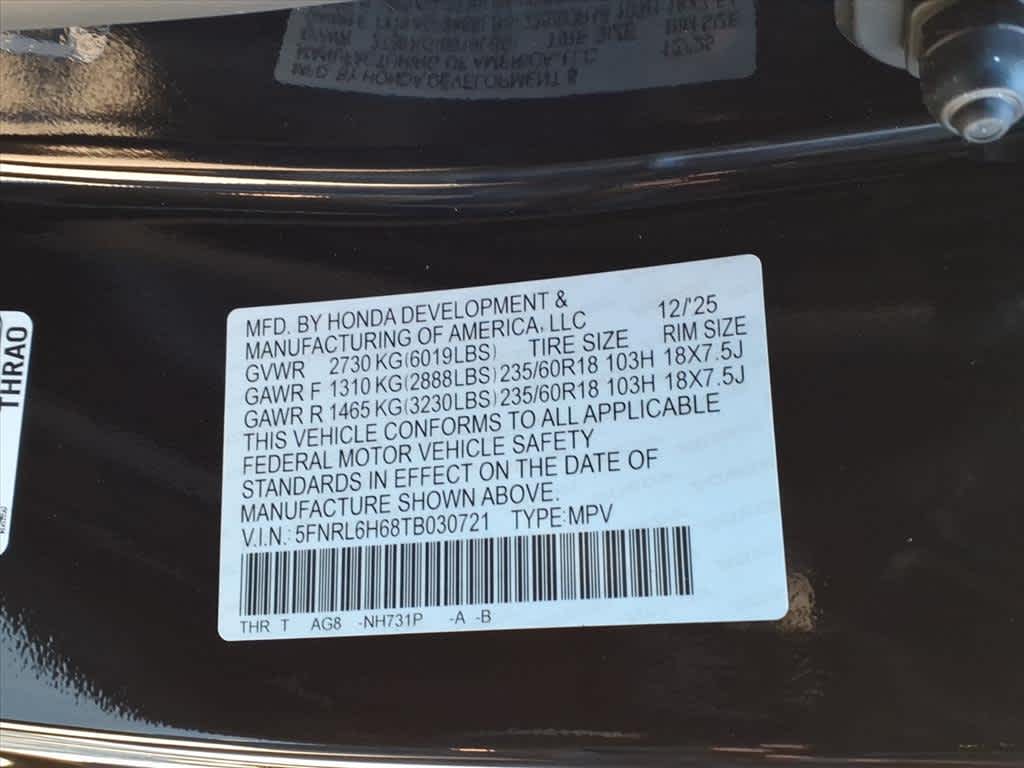 MFD. BY HONDA DEVELOPMENT & 12/'25
MANUFACTURING OF AMERICA, LLC
GVWR 2730 KG(6019LBS) TIRE SIZE RIM SIZE
GAWR F 1310 KG(2888LBS) 235/60R18 103H 18X7.5J
GAWR R 1465 KG(3230LBS) 235/60R18 103H 18X7.5J
THIS VEHICLE CONFORMS TO ALL APPLICABLE
FEDERAL MOTOR VEHICLE SAFETY
STANDARDS IN EFFECT ON THE DATE OF
MANUFACTURE SHOWN ABOVE.
V.I.N.: 5FNRL6H68TB030721 TYPE:MPV
THR T AG8 -NH731P -A -B
THRAO